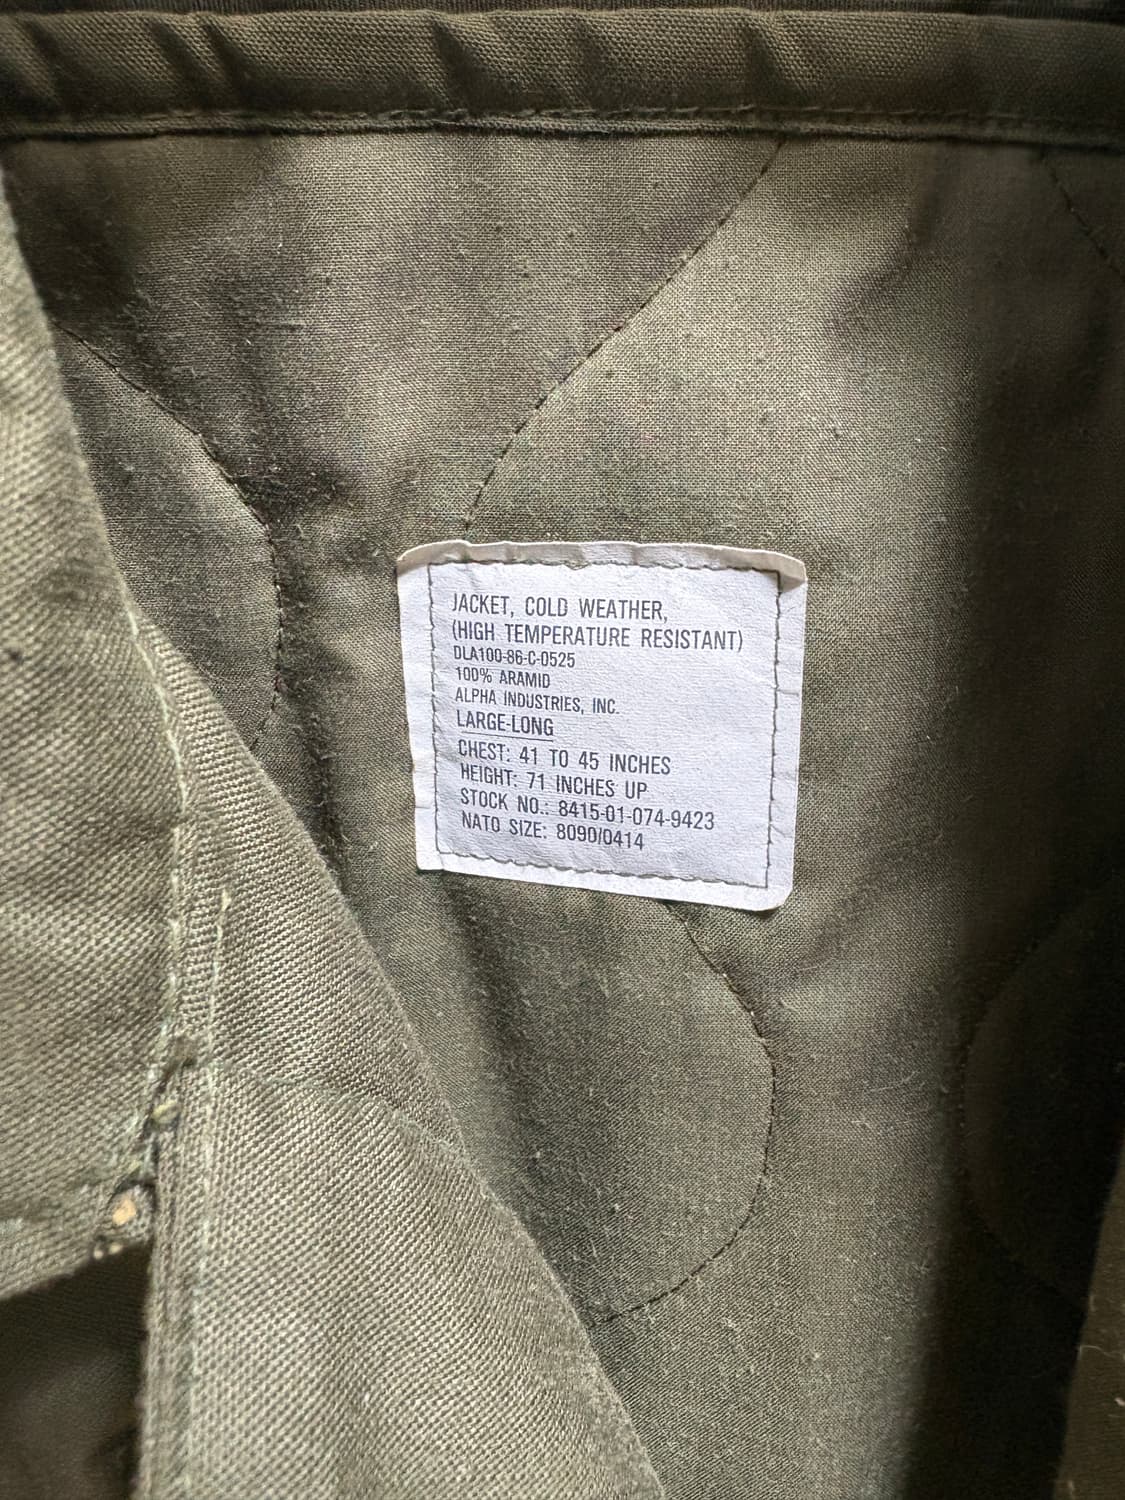 JACKET, COLD WEATHER,
(HIGH TEMPERATURE RESISTANT)
DLA100-86-C-0525
100% ARAMID
ALPHA INDUSTRIES, INC.
LARGE-LONG
CHEST: 41 TO 45 INCHES
HEIGHT: 71 INCHES UP
STOCK NO.: 8415-01-074-9423
NATO SIZE: 8090/0414